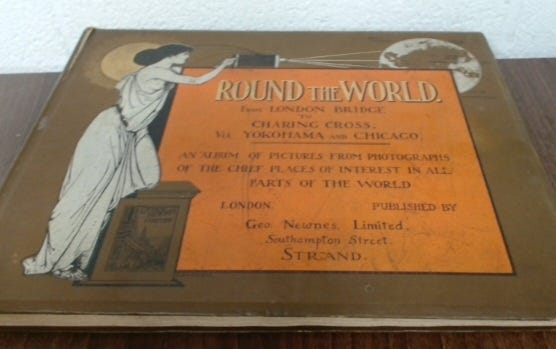 ROUND THE WORLD.
From LONDON BRIDGE
TO
CHARING CROSS.
Via YOKOHAMA AND CHICAGO
AN ALBUM OF PICTURES FROM PHOTOGRAPHS
OF THE CHIEF PLACES OF INTEREST IN ALL
PARTS OF THE WORLD
LONDON. PUBLISHED BY
Geo. Newnes, Limited.
Southampton Street.
STRAND.